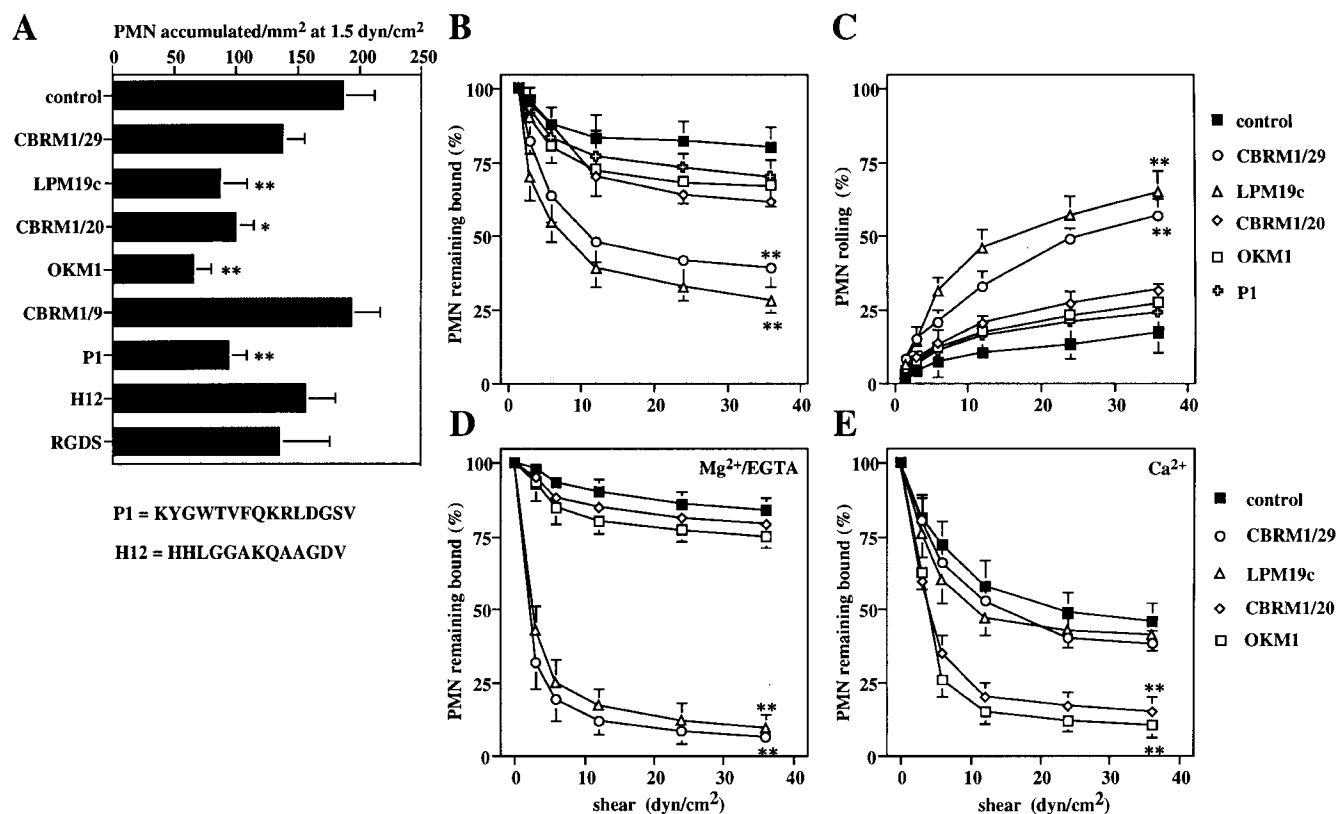 A
PMN accumulated/mm² at 1.5 dyn/cm²
0 50 100 150 200 250
control
CBRM1/29
LPM19c **
CBRM1/20 *
OKM1 **
CBRM1/9
P1 **
H12
RGDS
P1 = KYGWTVFQKRLDGSV
H12 = HHLGGAKQAAGDV
B
PMN remaining bound (%)
100
75
50
25
0
0 10 20 30 40
**
**
C
PMN rolling (%)
100
75
50
25
0
0 10 20 30 40
**
**
control
CBRM1/29
LPM19c
CBRM1/20
OKM1
P1
D
Mg²⁺/EGTA
PMN remaining bound (%)
100
75
50
25
0
0 10 20 30 40
shear (dyn/cm²)
**
**
E
Ca²⁺
PMN remaining bound (%)
100
75
50
25
0
0 10 20 30 40
shear (dyn/cm²)
**
**
control
CBRM1/29
LPM19c
CBRM1/20
OKM1